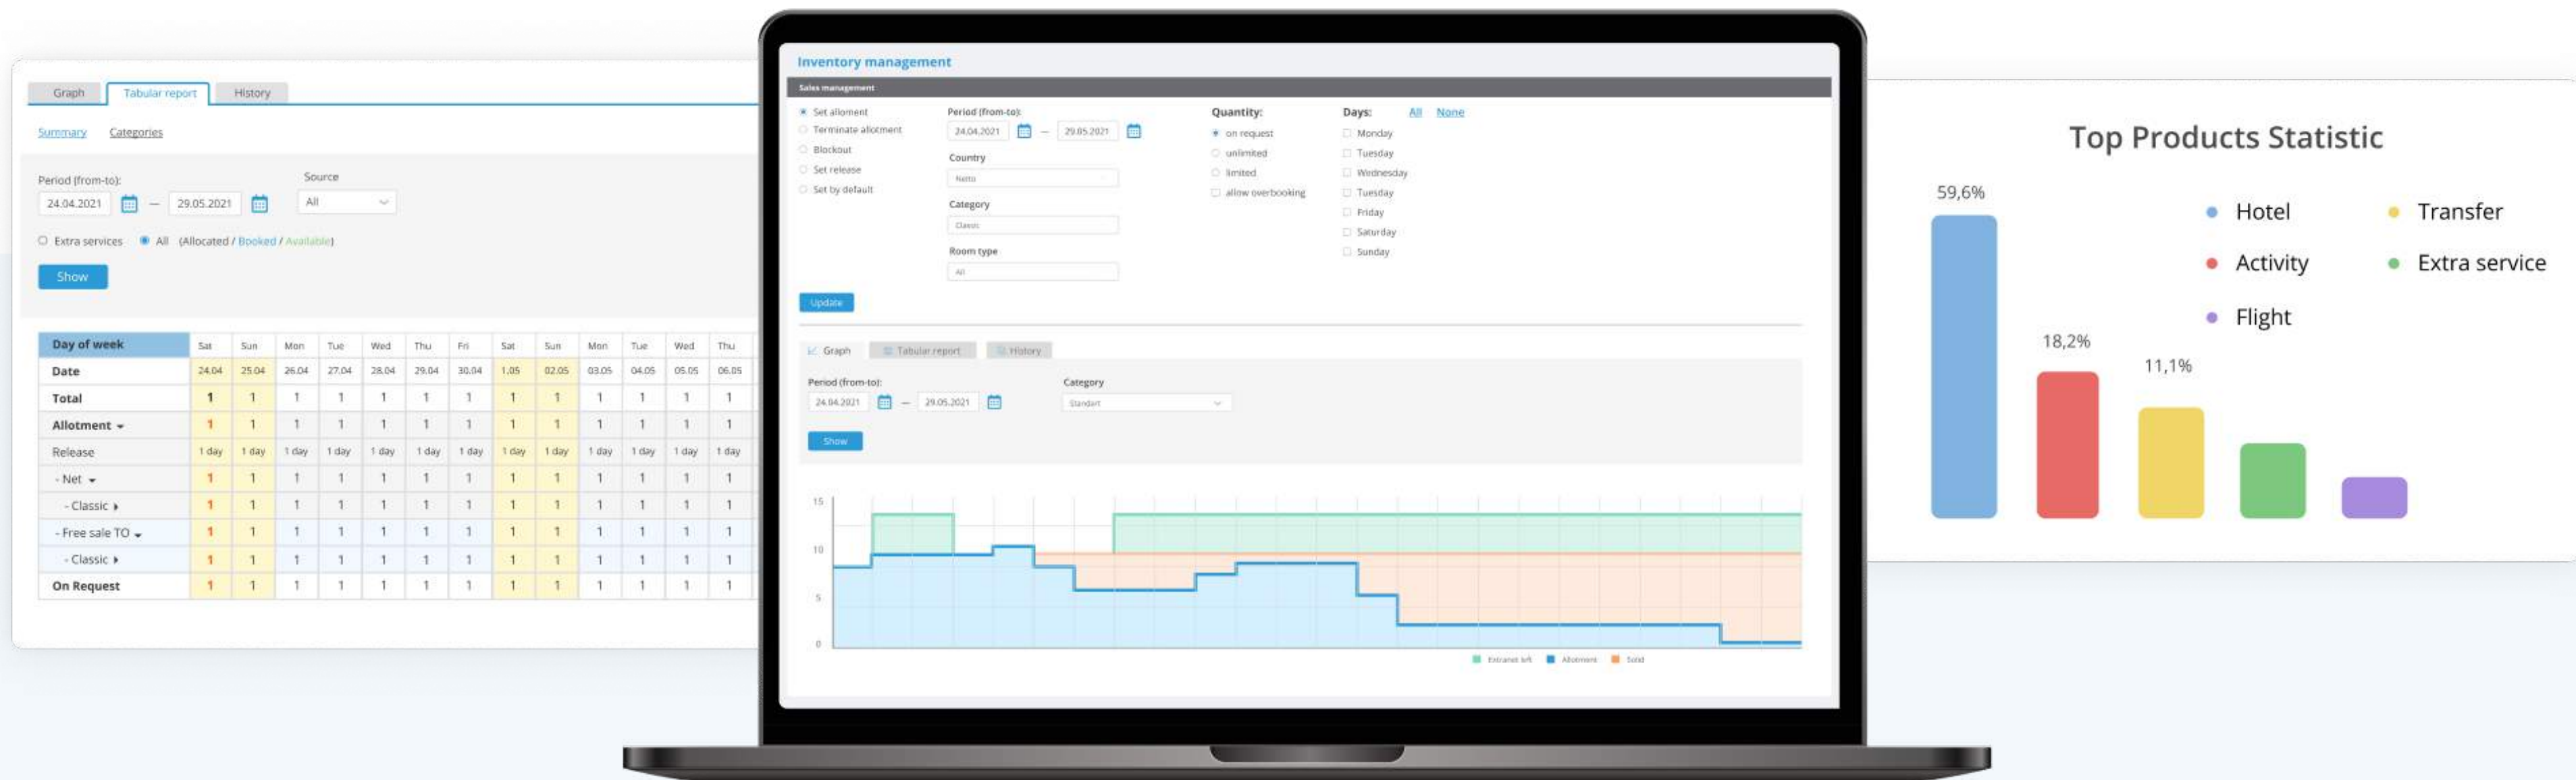 Graph Tabular report History
Summary Categories
Period (from-to): Source
24.04.2021 — 29.05.2021 All
Extra services All (Allocated / Booked / Available)
Show
Day of week Sat Sun Mon Tue Wed Thu Fri Sat Sun Mon Tue Wed Thu
Date 24.04 25.04 26.04 27.04 28.04 29.04 30.04 1.05 02.05 03.05 04.05 05.05 06.05
Total 1 1 1 1 1 1 1 1 1 1 1 1 1
Allotment 1 1 1 1 1 1 1 1 1 1 1 1 1
Release 1 day 1 day 1 day 1 day 1 day 1 day 1 day 1 day 1 day 1 day 1 day 1 day 1 day
- Net 1 1 1 1 1 1 1 1 1 1 1 1 1
- Classic 1 1 1 1 1 1 1 1 1 1 1 1 1
- Free sale TO 1 1 1 1 1 1 1 1 1 1 1 1 1
- Classic 1 1 1 1 1 1 1 1 1 1 1 1 1
On Request 1 1 1 1 1 1 1 1 1 1 1 1 1
Inventory management
Sales management
Set alloment
Terminate allotment
Blockout
Set release
Set by default
Period (from-to):
24.04.2021 — 29.05.2021
Country
Netto
Category
Classic
Room type
All
Quantity:
on request
unlimited
limited
allow overbooking
Days: All None
Monday
Tuesday
Wednesday
Tuesday
Friday
Saturday
Sunday
Update
Graph Tabular report History
Period (from-to): Category
24.04.2021 — 29.05.2021 Standart
Show
15
10
5
0
Extranet left Allotment Solid
Top Products Statistic
59,6%
18,2%
11,1%
Hotel Transfer
Activity Extra service
Flight